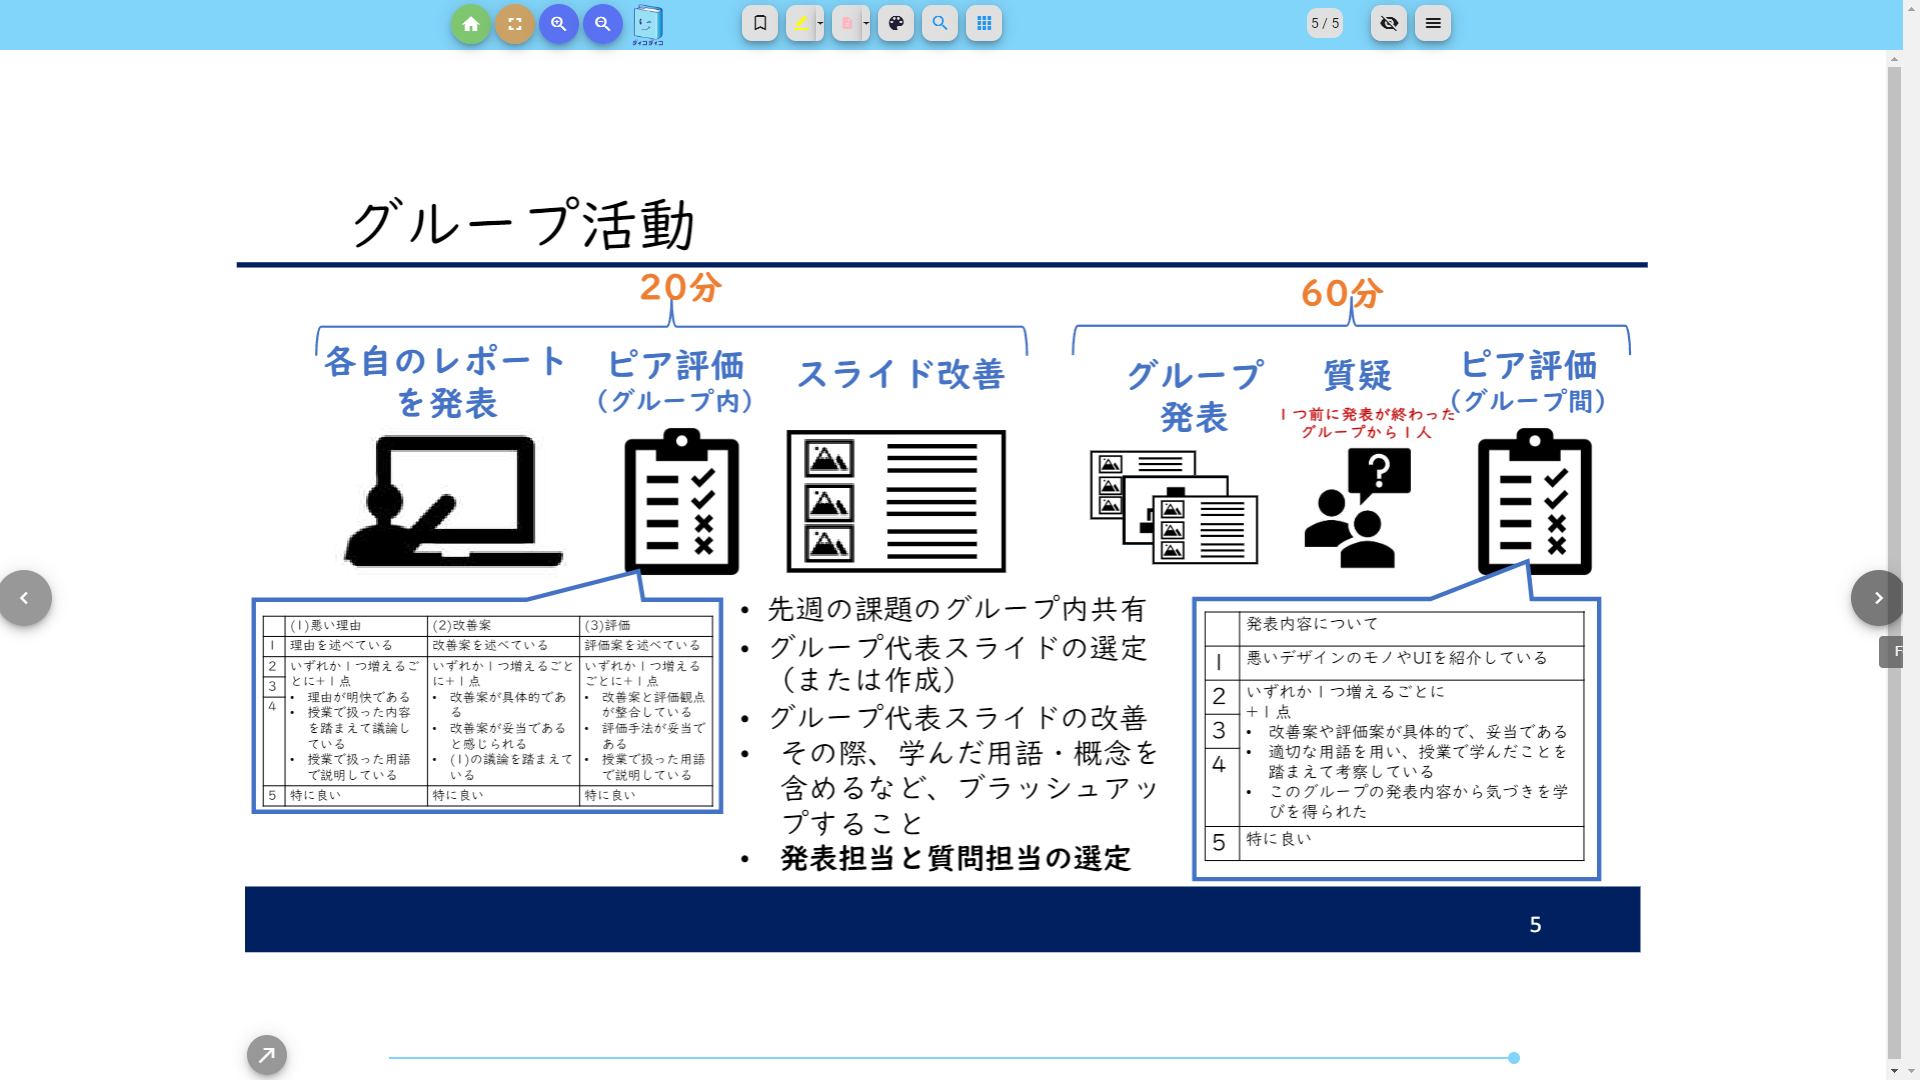 5 / 5
グループ活動
20分
60分
各自のレポート
を発表
ピア評価
(グループ内)
スライド改善
グループ
発表
質疑
1つ前に発表が終わった
グループから1人
ピア評価
(グループ間)
?
(1)悪い理由 (2)改善案 (3)評価
1 理由を述べている 改善案を述べている 評価案を述べている
2
3
4
いずれか1つ増えるご
とに+1点
• 理由が明快である
• 授業で扱った内容
を踏まえて議論し
ている
• 授業で扱った用語
で説明している
いずれか1つ増えるごと
に+1点
• 改善案が具体的であ
る
• 改善案が妥当である
と感じられる
• (1)の議論を踏まえて
いる
いずれか1つ増える
ごとに+1点
• 改善案と評価観点
が整合している
• 評価手法が妥当で
ある
• 授業で扱った用語
で説明している
5 特に良い 特に良い 特に良い
• 先週の課題のグループ内共有
• グループ代表スライドの選定
(または作成)
• グループ代表スライドの改善
• その際、学んだ用語・概念を
含めるなど、ブラッシュアッ
プすること
• 発表担当と質問担当の選定
発表内容について
1 悪いデザインのモノやUIを紹介している
2
3
4
いずれか1つ増えるごとに
+1点
• 改善案や評価案が具体的で、妥当である
• 適切な用語を用い、授業で学んだことを
踏まえて考察している
• このグループの発表内容から気づきを学
びを得られた
5 特に良い
5
F